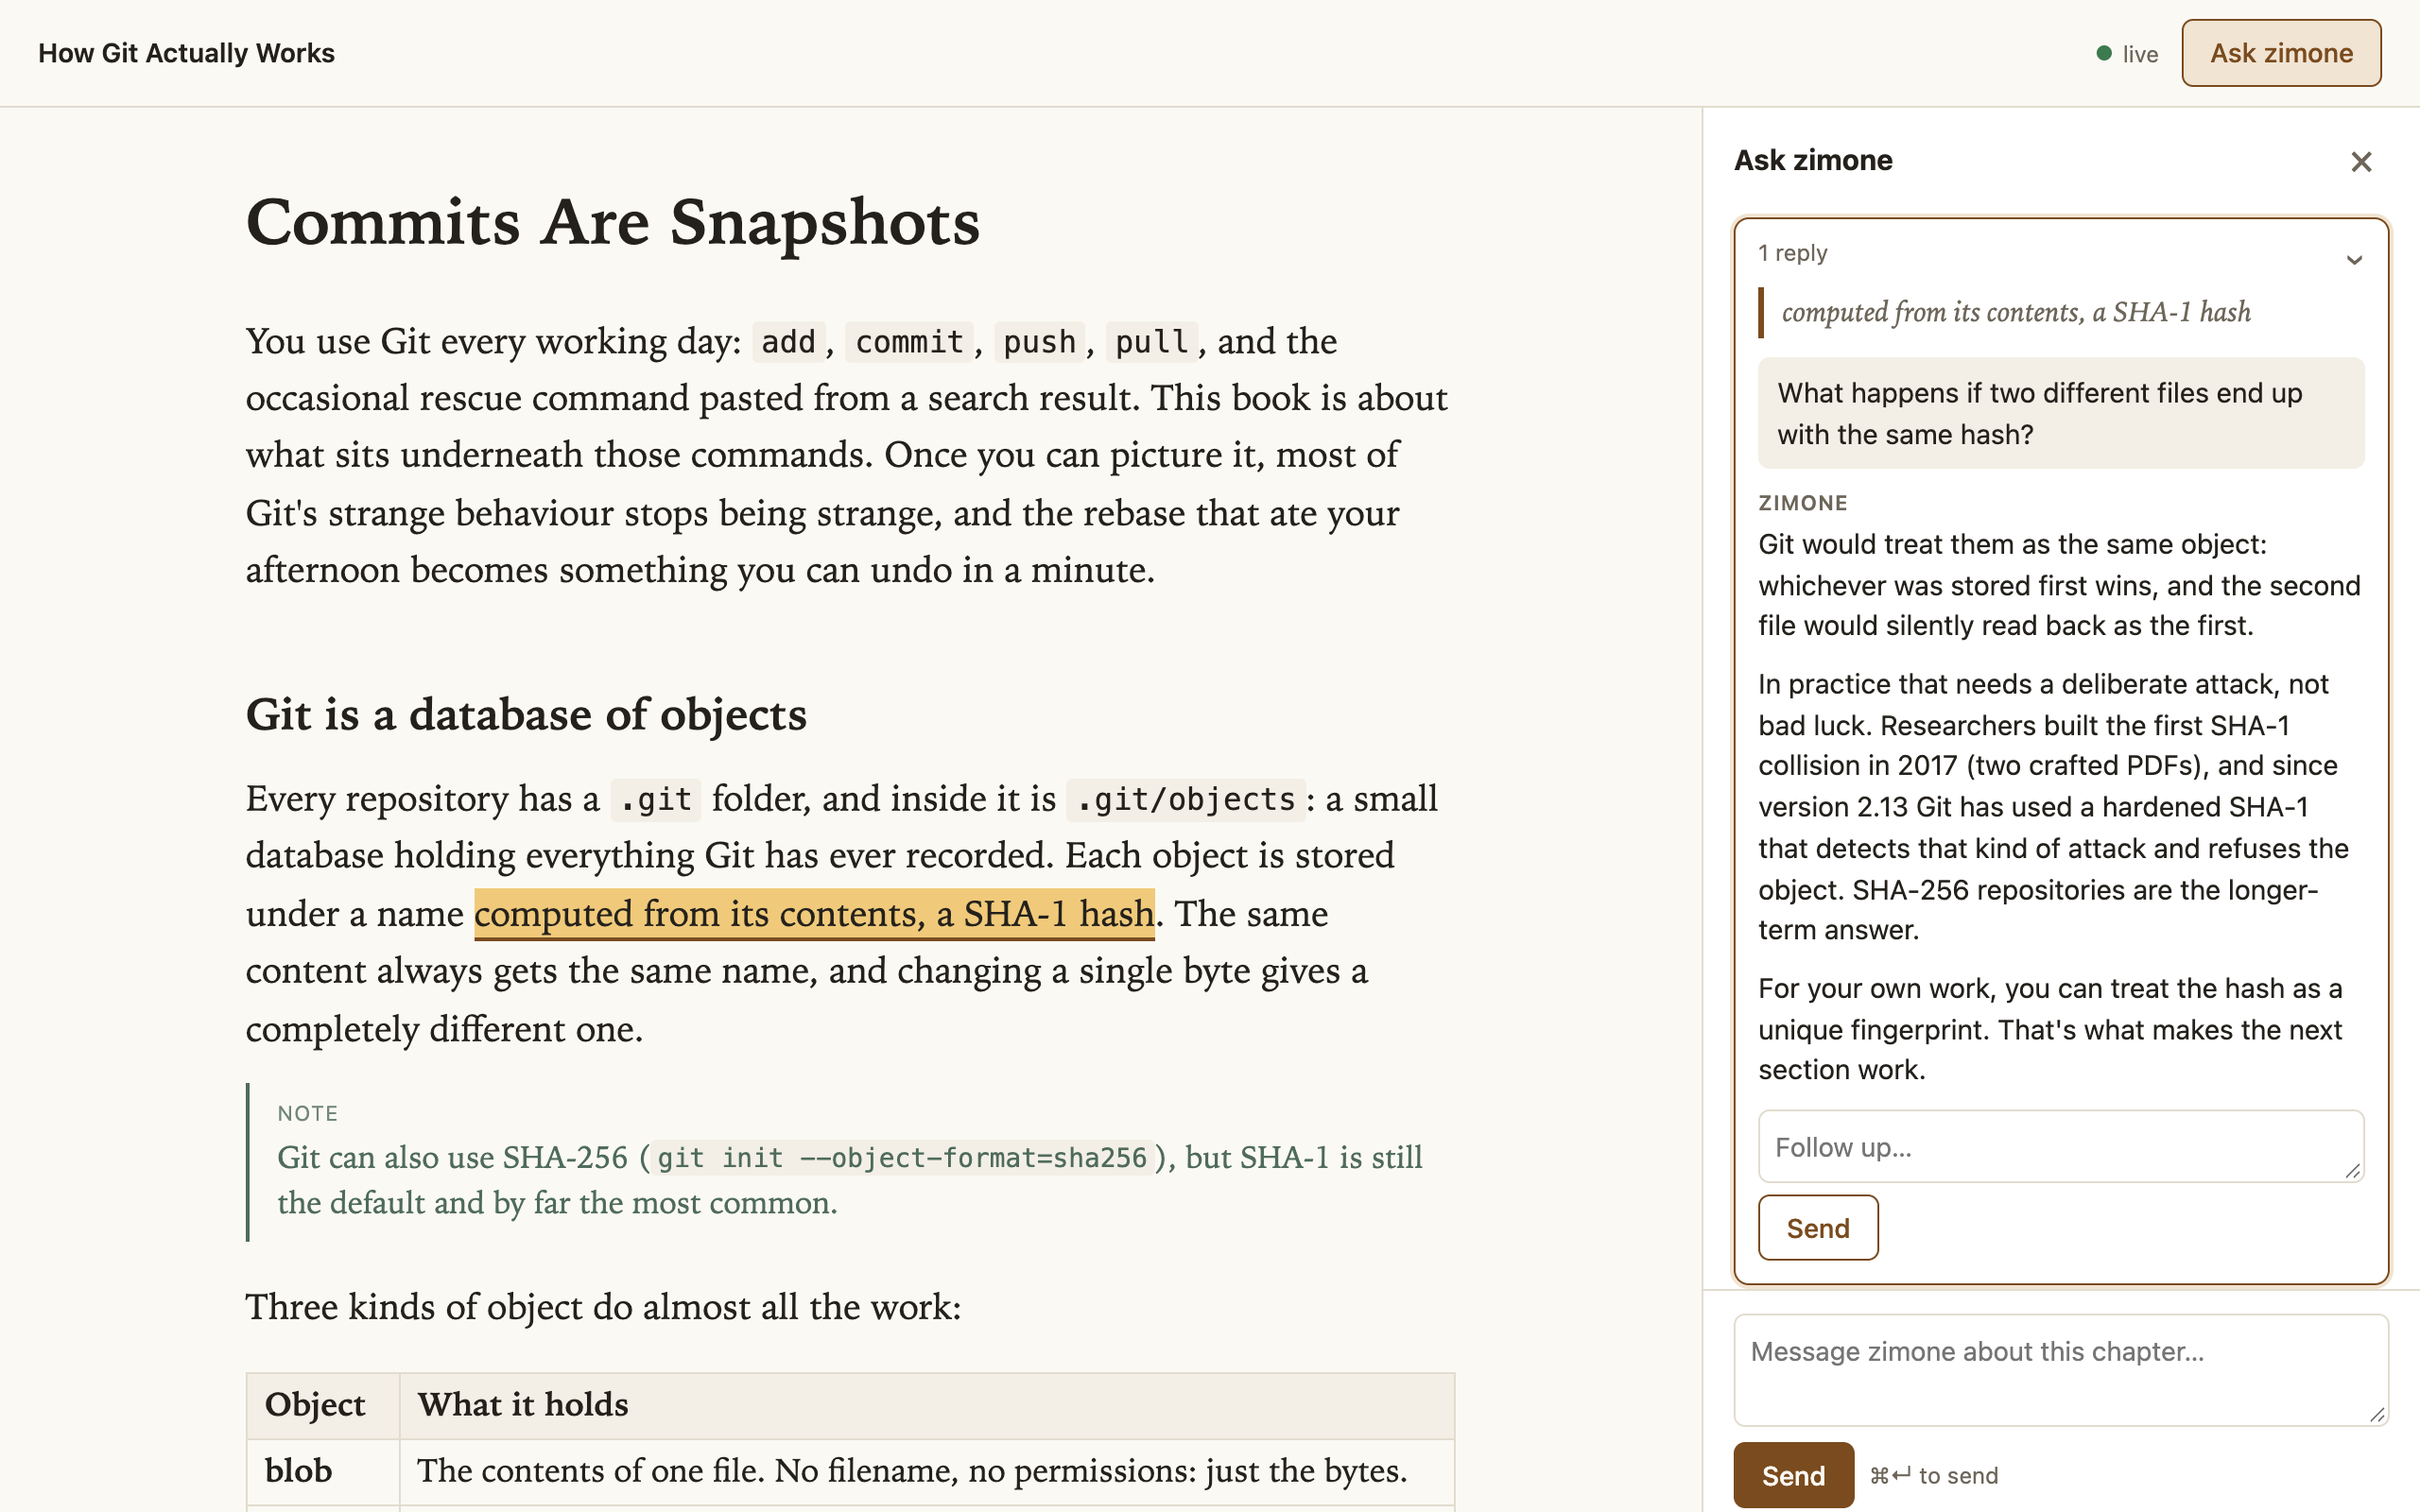 How Git Actually Works
live
Ask zimone
Commits Are Snapshots
You use Git every working day: add, commit, push, pull, and the
occasional rescue command pasted from a search result. This book is about
what sits underneath those commands. Once you can picture it, most of
Git's strange behaviour stops being strange, and the rebase that ate your
afternoon becomes something you can undo in a minute.
Git is a database of objects
Every repository has a .git folder, and inside it is .git/objects: a small
database holding everything Git has ever recorded. Each object is stored
under a name computed from its contents, a SHA-1 hash. The same
content always gets the same name, and changing a single byte gives a
completely different one.
NOTE
Git can also use SHA-256 (git init --object-format=sha256), but SHA-1 is still
the default and by far the most common.
Three kinds of object do almost all the work:
Object What it holds
blob The contents of one file. No filename, no permissions: just the bytes.
Ask zimone
1 reply
computed from its contents, a SHA-1 hash
What happens if two different files end up
with the same hash?
ZIMONE
Git would treat them as the same object:
whichever was stored first wins, and the second
file would silently read back as the first.
In practice that needs a deliberate attack, not
bad luck. Researchers built the first SHA-1
collision in 2017 (two crafted PDFs), and since
version 2.13 Git has used a hardened SHA-1
that detects that kind of attack and refuses the
object. SHA-256 repositories are the longer-
term answer.
For your own work, you can treat the hash as a
unique fingerprint. That's what makes the next
section work.
Follow up...
Send
Message zimone about this chapter...
Send ⌘↵ to send